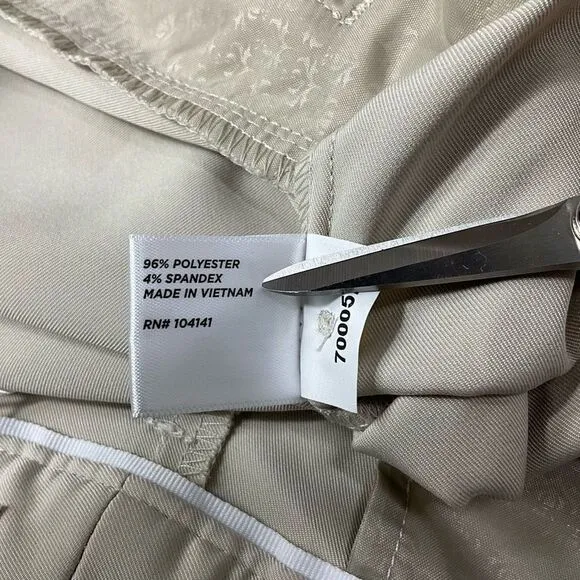 96% POLYESTER
4% SPANDEX
MADE IN VIETNAM
RN# 104141
70005